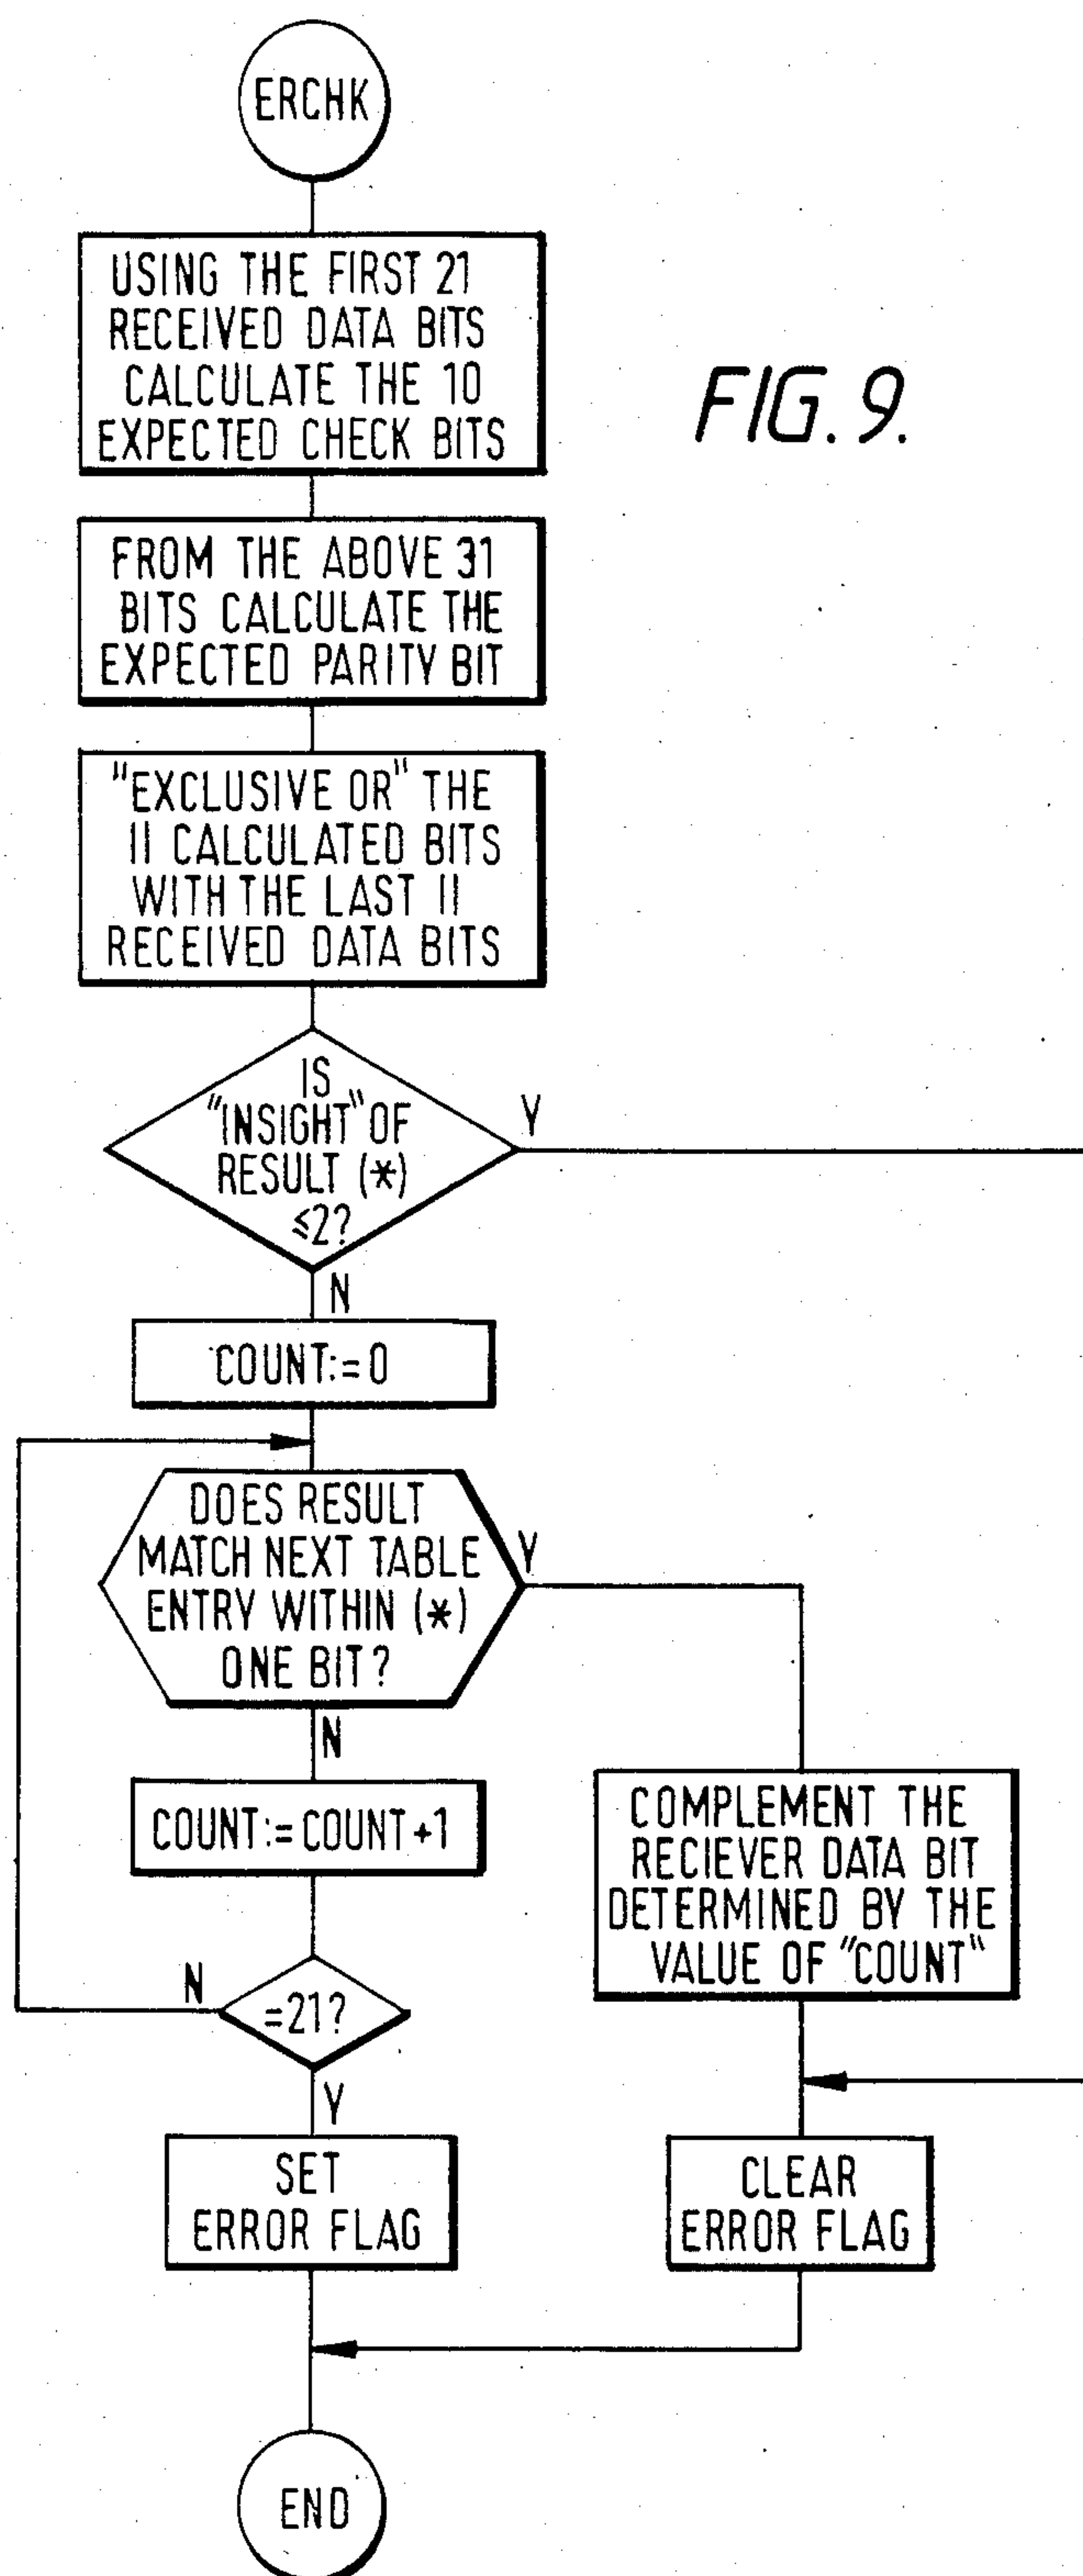 ERCHK
USING THE FIRST 21
RECEIVED DATA BITS
CALCULATE THE 10
EXPECTED CHECK BITS
FIG. 9.
FROM THE ABOVE 31
BITS CALCULATE THE
EXPECTED PARITY BIT
"EXCLUSIVE OR" THE
11 CALCULATED BITS
WITH THE LAST 11
RECEIVED DATA BITS
IS
"INSIGHT" OF
RESULT (*)
≤2?
Y
N
COUNT:=0
DOES RESULT
MATCH NEXT TABLE
ENTRY WITHIN (*)
ONE BIT?
Y
N
COUNT:=COUNT+1
COMPLEMENT THE
RECIEVER DATA BIT
DETERMINED BY THE
VALUE OF "COUNT"
N
=21?
Y
SET
ERROR FLAG
CLEAR
ERROR FLAG
END